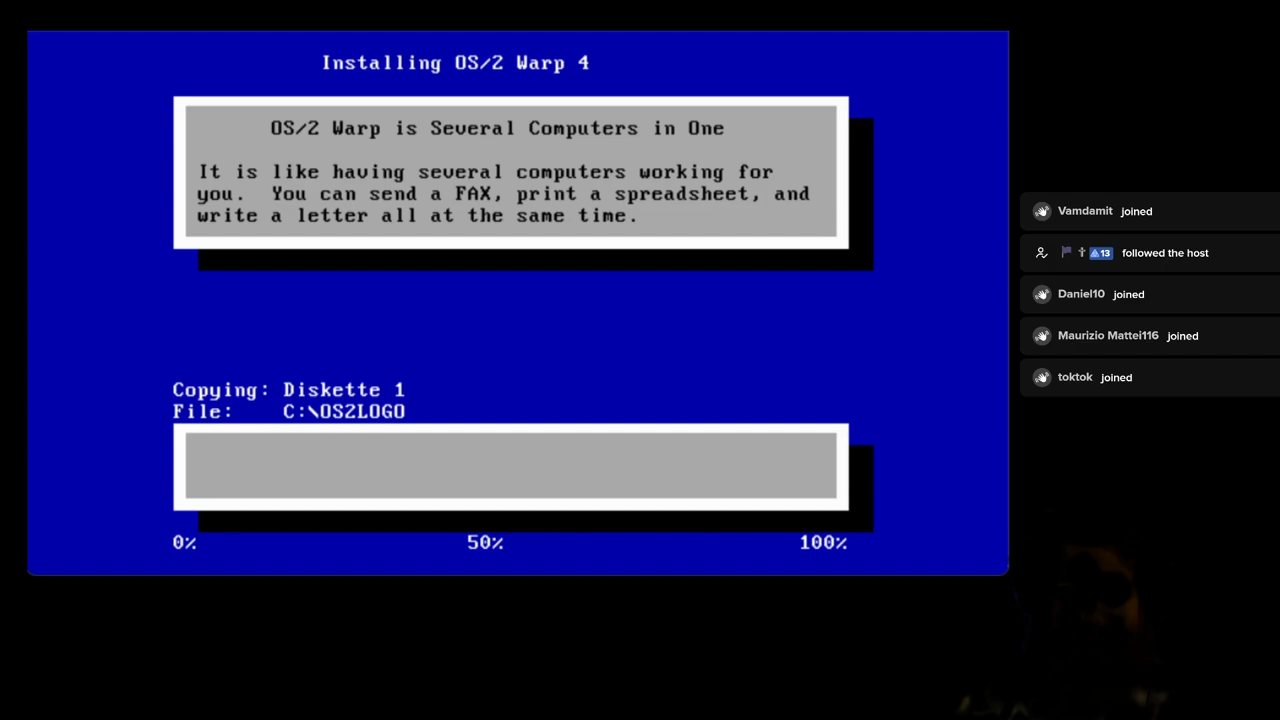 Installing OS/2 Warp 4
OS/2 Warp is Several Computers in One
It is like having several computers working for
you.  You can send a FAX, print a spreadsheet, and
write a letter all at the same time.
Copying: Diskette 1
File:    C:\OS2LOGO
0% 50% 100%
Vamdamit joined
13 followed the host
Daniel10 joined
Maurizio Mattei116 joined
toktok joined